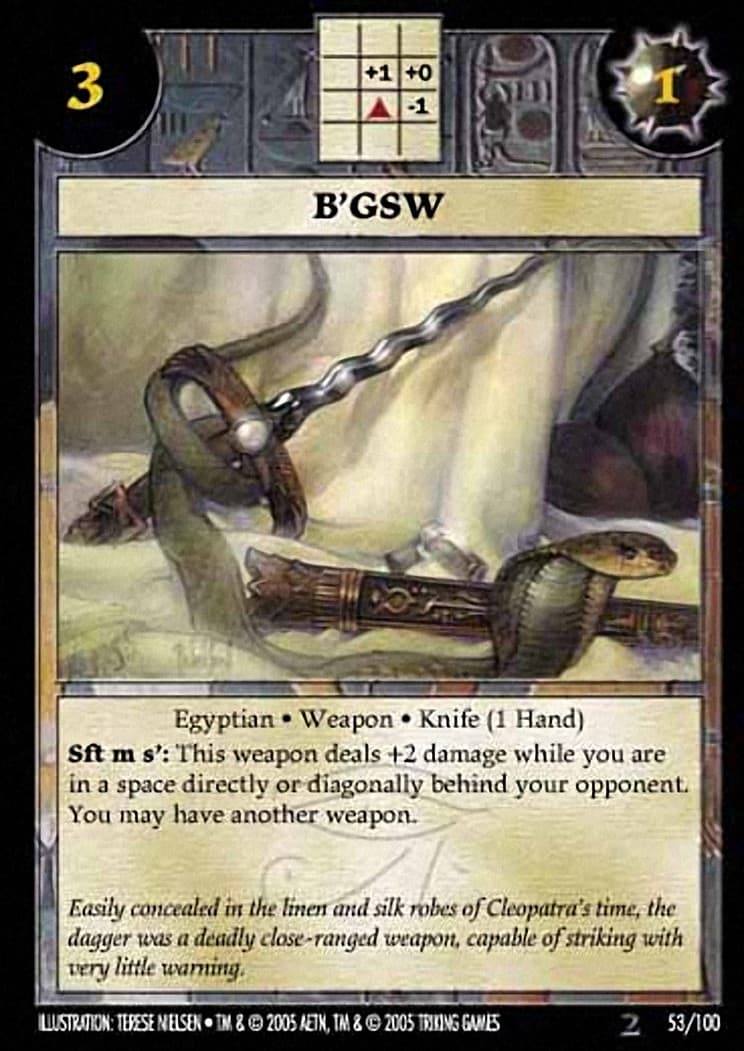 3
+1 +0
1
-1
B’GSW
Egyptian • Weapon • Knife (1 Hand)
Sft m s’: This weapon deals +2 damage while you are
in a space directly or diagonally behind your opponent.
You may have another weapon.
Easily concealed in the linen and silk robes of Cleopatra’s time, the
dagger was a deadly close-ranged weapon, capable of striking with
very little warning.
ILLUSTRATION: TERESE NIELSEN • TM & © 2005 AETN, TM & © 2005 TRIKING GAMES 2 53/100